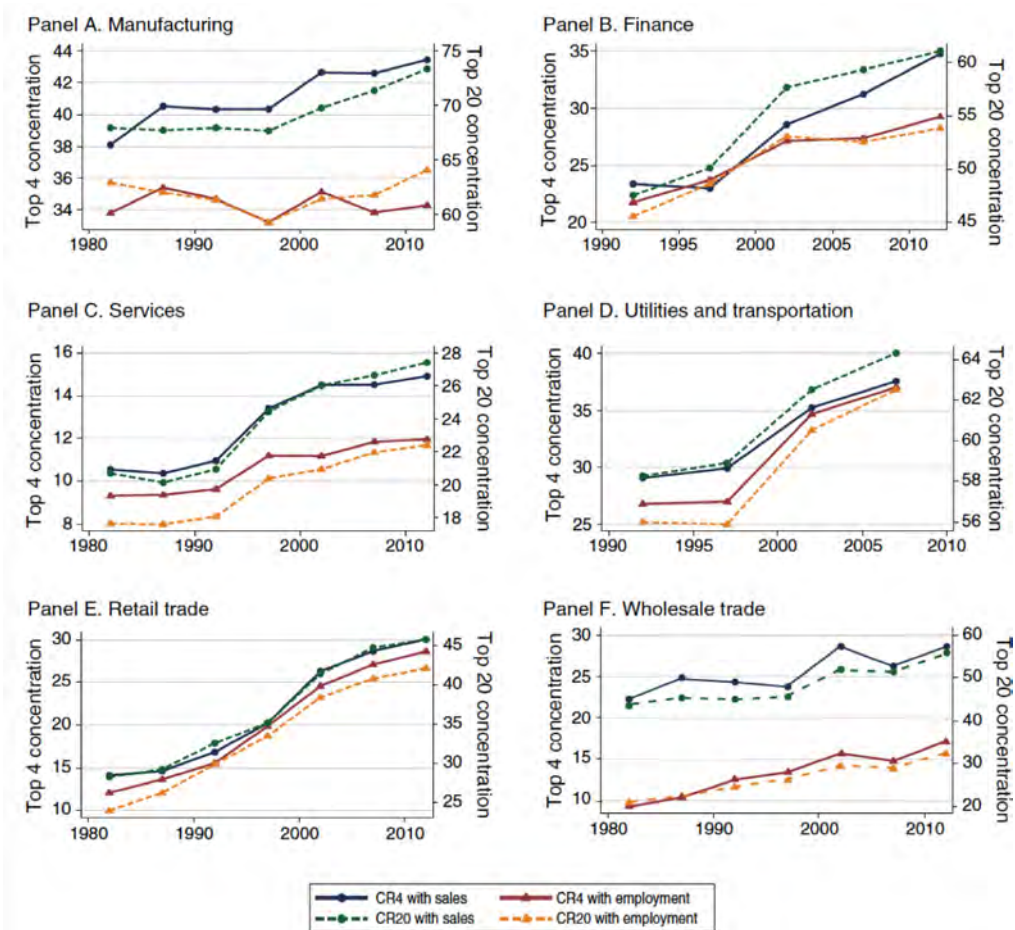 Panel A. Manufacturing
Top 4 concentration
44
42
40
38
36
34
75
70
65
60
Top 20 concentration
1980 1990 2000 2010
Panel B. Finance
Top 4 concentration
35
30
25
20
60
55
50
45
Top 20 concentration
1990 1995 2000 2005 2010
Panel C. Services
Top 4 concentration
16
14
12
10
8
28
26
24
22
20
18
Top 20 concentration
1980 1990 2000 2010
Panel D. Utilities and transportation
Top 4 concentration
40
35
30
25
64
62
60
58
56
Top 20 concentration
1990 1995 2000 2005 2010
Panel E. Retail trade
Top 4 concentration
30
25
20
15
10
45
40
35
30
25
Top 20 concentration
1980 1990 2000 2010
Panel F. Wholesale trade
Top 4 concentration
30
25
20
15
10
60
50
40
30
20
Top 20 concentration
1980 1990 2000 2010
CR4 with sales CR4 with employment
CR20 with sales CR20 with employment